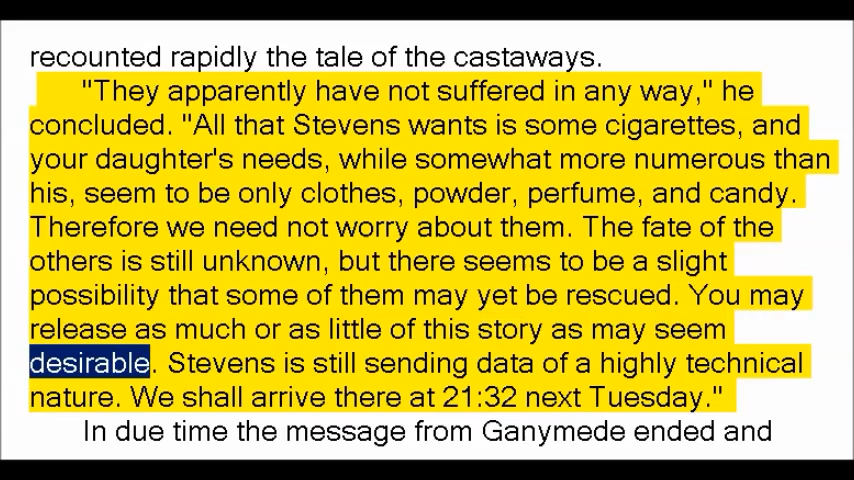 recounted rapidly the tale of the castaways.
"They apparently have not suffered in any way," he
concluded. "All that Stevens wants is some cigarettes, and
your daughter's needs, while somewhat more numerous than
his, seem to be only clothes, powder, perfume, and candy.
Therefore we need not worry about them. The fate of the
others is still unknown, but there seems to be a slight
possibility that some of them may yet be rescued. You may
release as much or as little of this story as may seem
desirable. Stevens is still sending data of a highly technical
nature. We shall arrive there at 21:32 next Tuesday."
In due time the message from Ganymede ended and